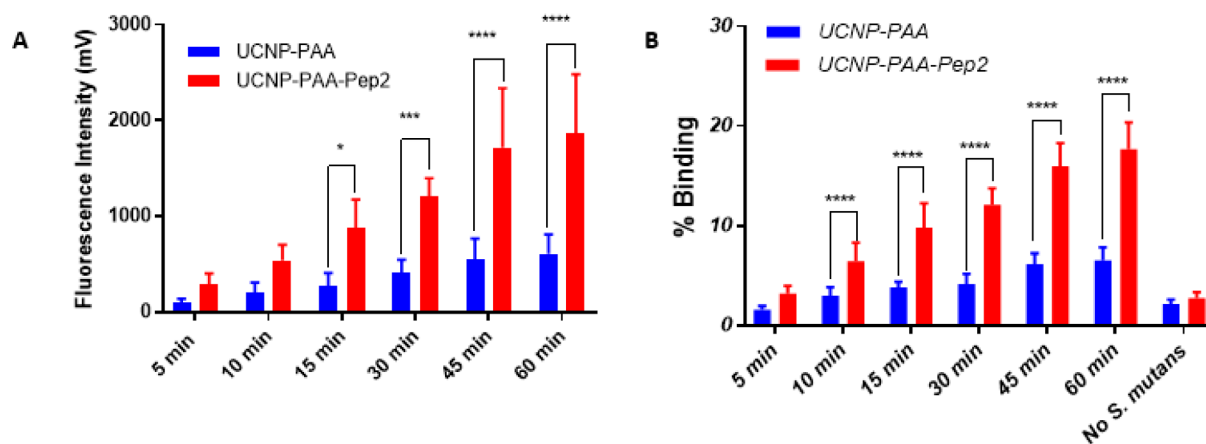 A
Fluorescence Intensity (mV)
3000
2000
1000
0
UCNP-PAA
UCNP-PAA-Pep2
*
***
****
****
5 min
10 min
15 min
30 min
45 min
60 min
B
% Binding
30
20
10
0
UCNP-PAA
UCNP-PAA-Pep2
****
****
****
****
****
5 min
10 min
15 min
30 min
45 min
60 min
No S. mutans